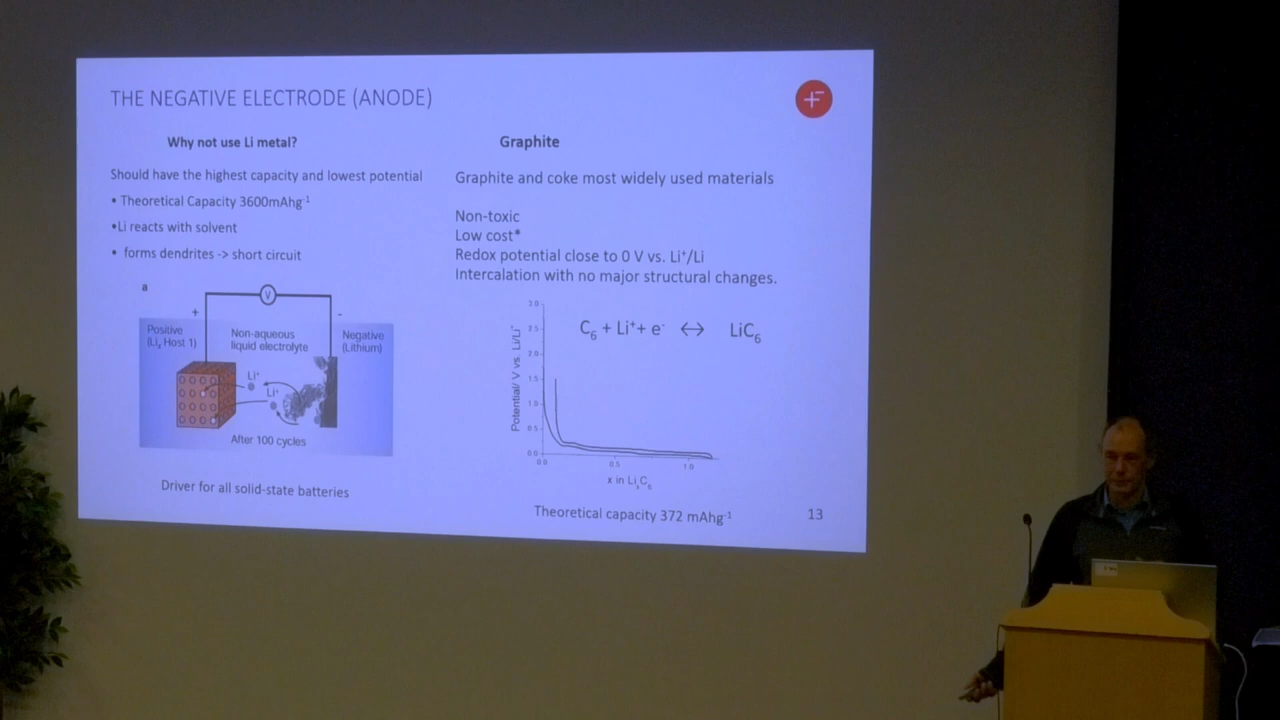 THE NEGATIVE ELECTRODE (ANODE)
Why not use Li metal?
Should have the highest capacity and lowest potential
• Theoretical Capacity 3600mAhg-1
•Li reacts with solvent
• forms dendrites -> short circuit
a
V
+
-
Positive
(Lix Host 1)
Non-aqueous
liquid electrolyte
Negative
(Lithium)
Li+
Li+
After 100 cycles
Driver for all solid-state batteries
Graphite
Graphite and coke most widely used materials
Non-toxic
Low cost*
Redox potential close to 0 V vs. Li+/Li
Intercalation with no major structural changes.
C6 + Li++ e- ↔ LiC6
Potential/ V vs. Li/Li+
3.0
2.5
2.0
1.5
1.0
0.5
0.0
0.0 0.5 1.0
x in LixC6
Theoretical capacity 372 mAhg-1
13